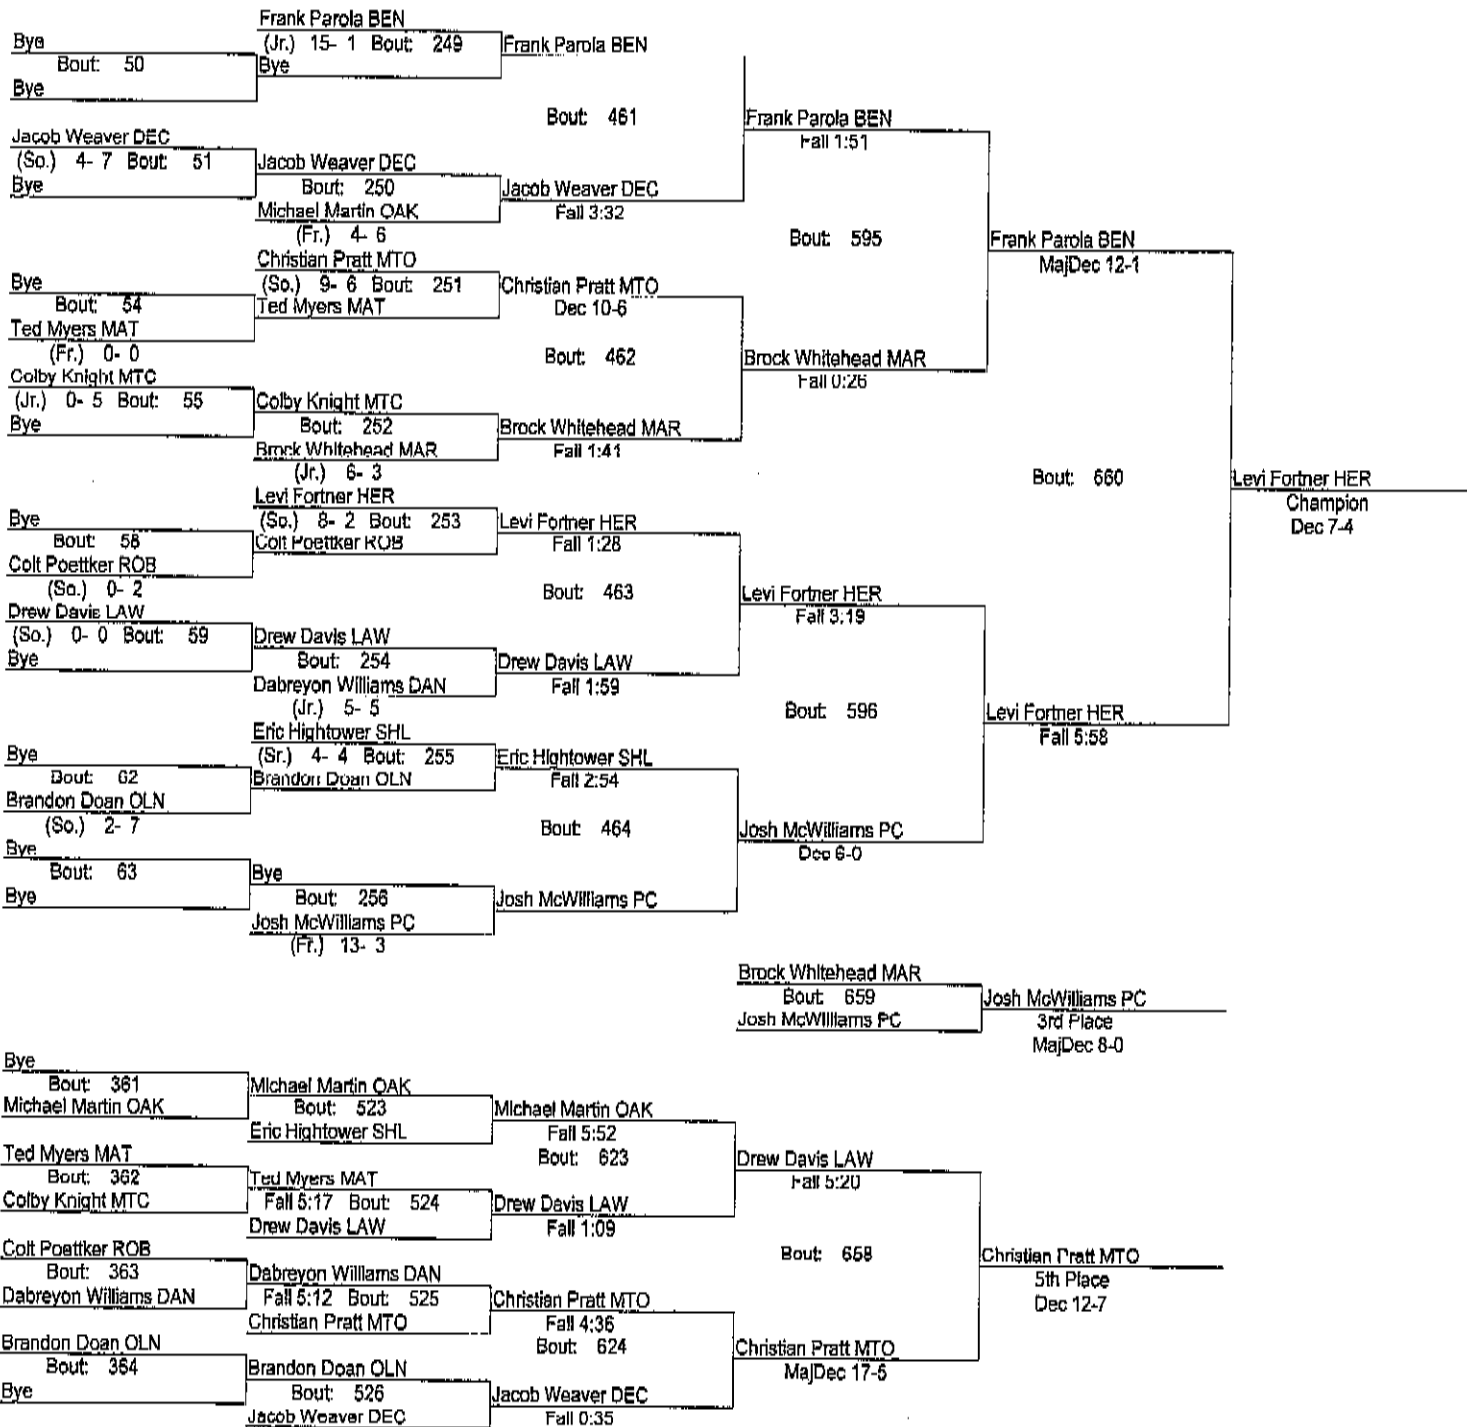 Frank Parola BEN
Bye
(Jr.) 15- 1 Bout: 249
Frank Parola BEN
Bout: 50
Bye
Bye
Bout: 461
Frank Parola BEN
Fall 1:51
Jacob Weaver DEC
(So.) 4- 7 Bout: 51
Jacob Weaver DEC
Bye
Bout: 250
Jacob Weaver DEC
Michael Martin OAK
Fall 3:32
(Fr.) 4- 6
Bout: 595
Frank Parola BEN
MajDec 12-1
Christian Pratt MTO
Bye
(So.) 9- 6 Bout: 251
Christian Pratt MTO
Bout: 54
Ted Myers MAT
Dec 10-6
Ted Myers MAT
(Fr.) 0- 0
Bout: 462
Brock Whitehead MAR
Fall 0:26
Colby Knight MTC
(Jr.) 0- 5 Bout: 55
Colby Knight MTC
Bye
Bout: 252
Brock Whitehead MAR
Brock Whitehead MAR
Fall 1:41
(Jr.) 6- 3
Bout: 660
Levi Fortner HER
Champion
Dec 7-4
Levi Fortner HER
Bye
(So.) 8- 2 Bout: 253
Levi Fortner HER
Bout: 58
Colt Poettker ROB
Fall 1:28
Colt Poettker ROB
(So.) 0- 2
Bout: 463
Levi Fortner HER
Fall 3:19
Drew Davis LAW
(So.) 0- 0 Bout: 59
Drew Davis LAW
Bye
Bout: 254
Drew Davis LAW
Dabreyon Williams DAN
Fall 1:59
(Jr.) 5- 5
Bout: 596
Levi Fortner HER
Fall 5:58
Eric Hightower SHL
Bye
(Sr.) 4- 4 Bout: 255
Eric Hightower SHL
Bout: 62
Brandon Doan OLN
Fall 2:54
Brandon Doan OLN
(So.) 2- 7
Bout: 464
Josh McWilliams PC
Dec 6-0
Bye
Bout: 63
Bye
Bye
Bout: 256
Josh McWilliams PC
Josh McWilliams PC
(Fr.) 13- 3
Brock Whitehead MAR
Bout: 659
Josh McWilliams PC
Josh McWilliams PC
3rd Place
MajDec 8-0
Bye
Bout: 361
Michael Martin OAK
Michael Martin OAK
Bout: 523
Michael Martin OAK
Eric Hightower SHL
Fall 5:52
Bout: 623
Drew Davis LAW
Fall 5:20
Ted Myers MAT
Bout: 362
Ted Myers MAT
Colby Knight MTC
Fall 5:17 Bout: 524
Drew Davis LAW
Drew Davis LAW
Fall 1:09
Bout: 658
Christian Pratt MTO
5th Place
Dec 12-7
Colt Poettker ROB
Bout: 363
Dabreyon Williams DAN
Dabreyon Williams DAN
Fall 5:12 Bout: 525
Christian Pratt MTO
Christian Pratt MTO
Fall 4:36
Bout: 624
Christian Pratt MTO
MajDec 17-5
Brandon Doan OLN
Bout: 364
Brandon Doan OLN
Bye
Bout: 526
Jacob Weaver DEC
Jacob Weaver DEC
Fall 0:35